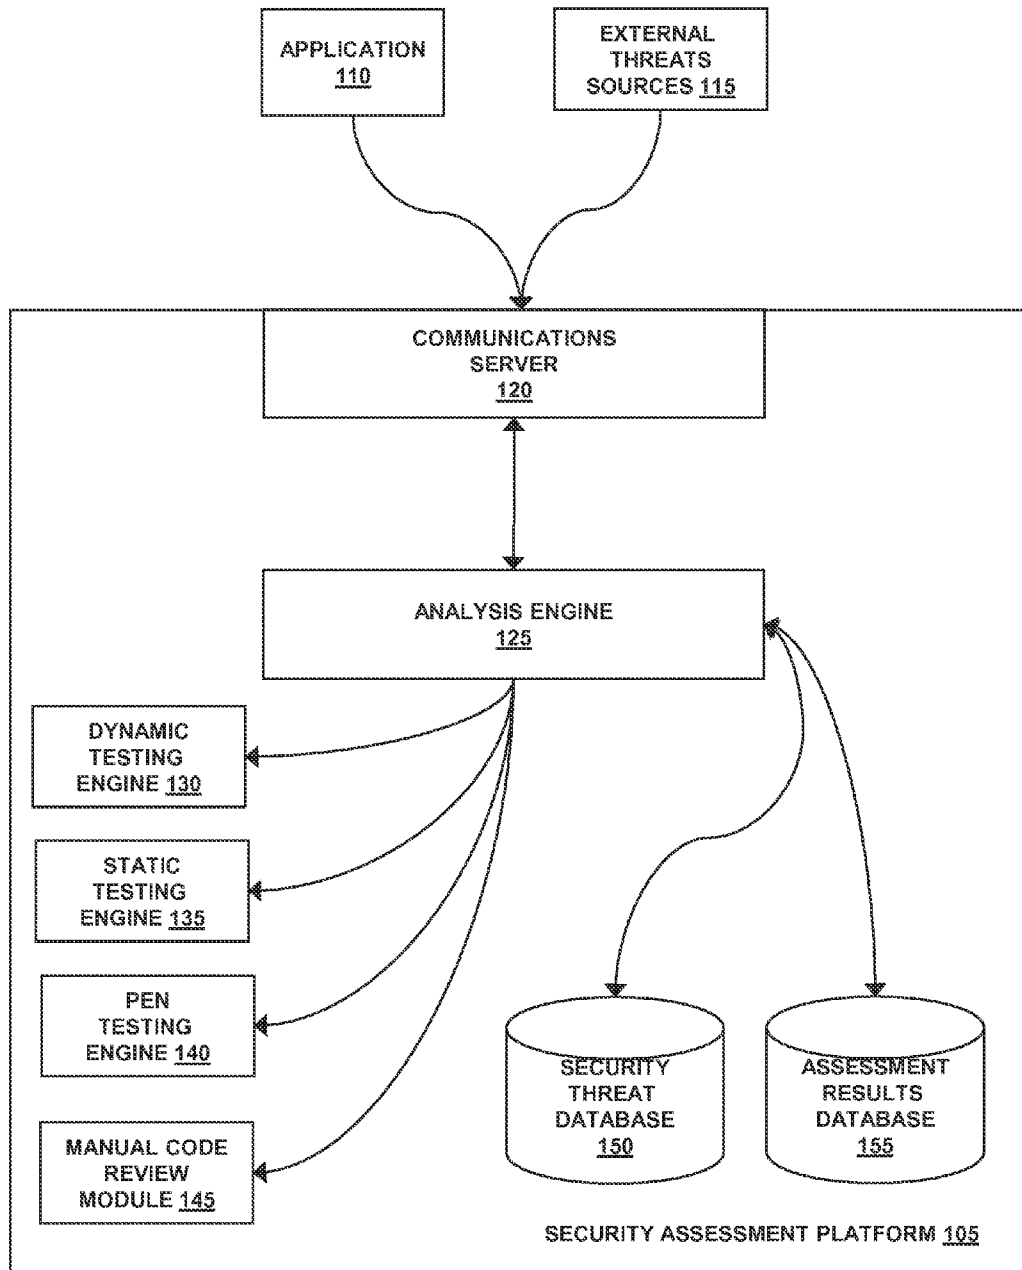 APPLICATION
110
EXTERNAL
THREATS
SOURCES 115
COMMUNICATIONS
SERVER
120
ANALYSIS ENGINE
125
DYNAMIC
TESTING
ENGINE 130
STATIC
TESTING
ENGINE 135
PEN
TESTING
ENGINE 140
MANUAL CODE
REVIEW
MODULE 145
SECURITY
THREAT
DATABASE
150
ASSESSMENT
RESULTS
DATABASE
155
SECURITY ASSESSMENT PLATFORM 105